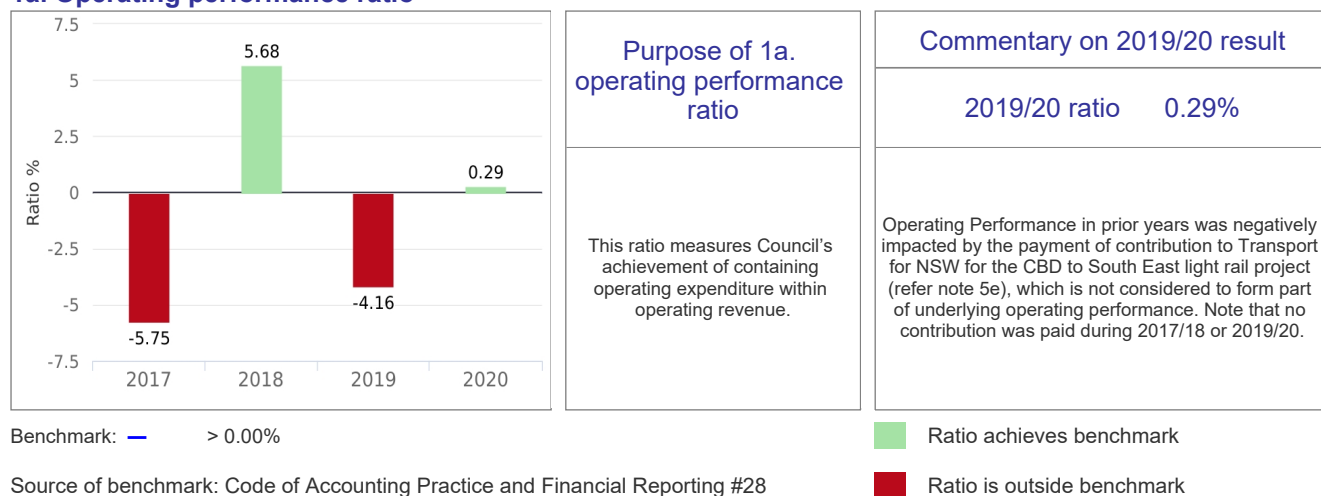 1a. Operating performance ratio
7.5
5
2.5
0
-2.5
-5
-7.5
Ratio %
-5.75
5.68
-4.16
0.29
2017
2018
2019
2020
Purpose of 1a.
operating performance
ratio
This ratio measures Council's
achievement of containing
operating expenditure within
operating revenue.
Commentary on 2019/20 result
2019/20 ratio 0.29%
Operating Performance in prior years was negatively
impacted by the payment of contribution to Transport
for NSW for the CBD to South East light rail project
(refer note 5e), which is not considered to form part
of underlying operating performance. Note that no
contribution was paid during 2017/18 or 2019/20.
Benchmark: > 0.00%
Source of benchmark: Code of Accounting Practice and Financial Reporting #28
Ratio achieves benchmark
Ratio is outside benchmark